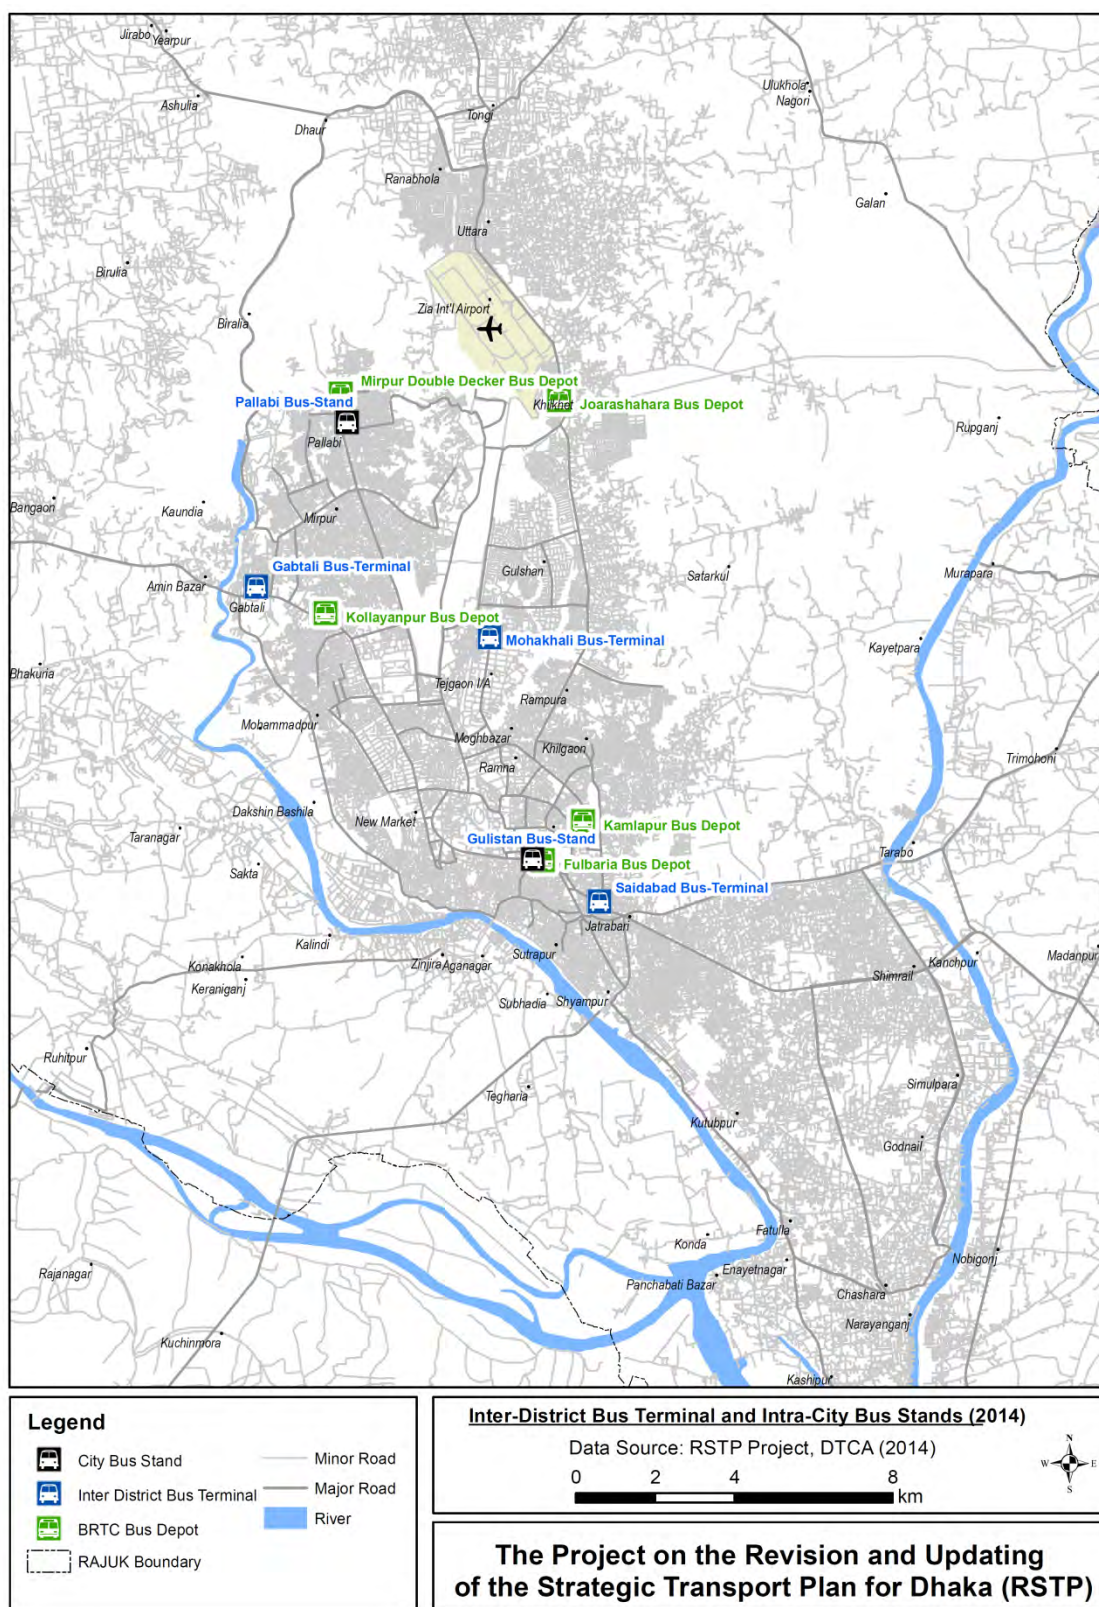 Jirabo
Yearpur
Ashulia
Dhaur
Tongi
Ulukhola
Nagori
Ranabhola
Galan
Uttara
Birulia
Zia Int'l Airport
Biralia
Mirpur Double Decker Bus Depot
Pallabi Bus-Stand
Khilkhet
Joarashahara Bus Depot
Pallabi
Rupganj
Bangaon
Kaundia
Mirpur
Gabtali Bus-Terminal
Gulshan
Satarkul
Murapara
Amin Bazar
Gabtali
Kollayanpur Bus Depot
Mohakhali Bus-Terminal
Kayetpara
Bhakuria
Tejgaon I/A
Rampura
Mohammadpur
Moghbazar
Khilgaon
Ramna
Trimohoni
Dakshin Bashila
New Market
Taranagar
Kamlapur Bus Depot
Gulistan Bus-Stand
Tarabo
Sakta
Fulbaria Bus Depot
Saidabad Bus-Terminal
Jatrabari
Kalindi
Sutrapur
Konakhola
Zinjira
Aganagar
Kanchpur
Madanpur
Shimrail
Keraniganj
Subhadia
Shyampur
Ruhitpur
Simulpara
Tegharia
Kutubpur
Godnail
Fatulla
Konda
Nobigonj
Rajanagar
Enayetnagar
Panchabati Bazar
Chashara
Narayanganj
Kuchinmora
Kashipur
Legend
City Bus Stand
Inter District Bus Terminal
BRTC Bus Depot
RAJUK Boundary
Minor Road
Major Road
River
Inter-District Bus Terminal and Intra-City Bus Stands (2014)
Data Source: RSTP Project, DTCA (2014)
0 2 4 8
km
N
W E
S
The Project on the Revision and Updating
of the Strategic Transport Plan for Dhaka (RSTP)